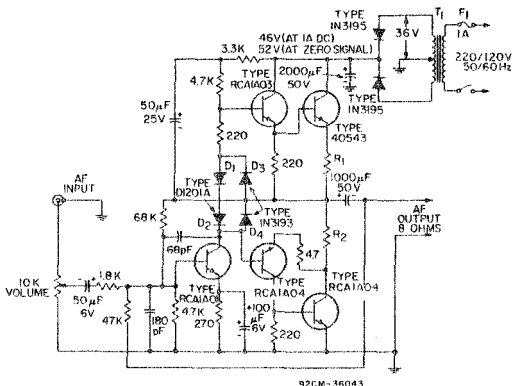 TYPE
1N3195
T1
F1
1A
46V(AT 1A DC)
52V(AT ZERO SIGNAL)
36V
3.3K
220/120V
50/60Hz
4.7K
TYPE
RCA1A03
2000µF
50V
TYPE
1N3195
50µF
25V
TYPE
40543
220
220
R1
D1
D3
1000µF
50V
AF
INPUT
TYPE
D1201A
TYPE
1N3193
AF
OUTPUT
8 OHMS
D2
D4
68K
R2
68pF
4.7
10K
VOLUME
1.8K
TYPE
TYPE
RCA1A04
TYPE
RCA1A04
50µF
6V
47K
180
pF
4.7K
270
100
µF
6V
220
92CM-36043